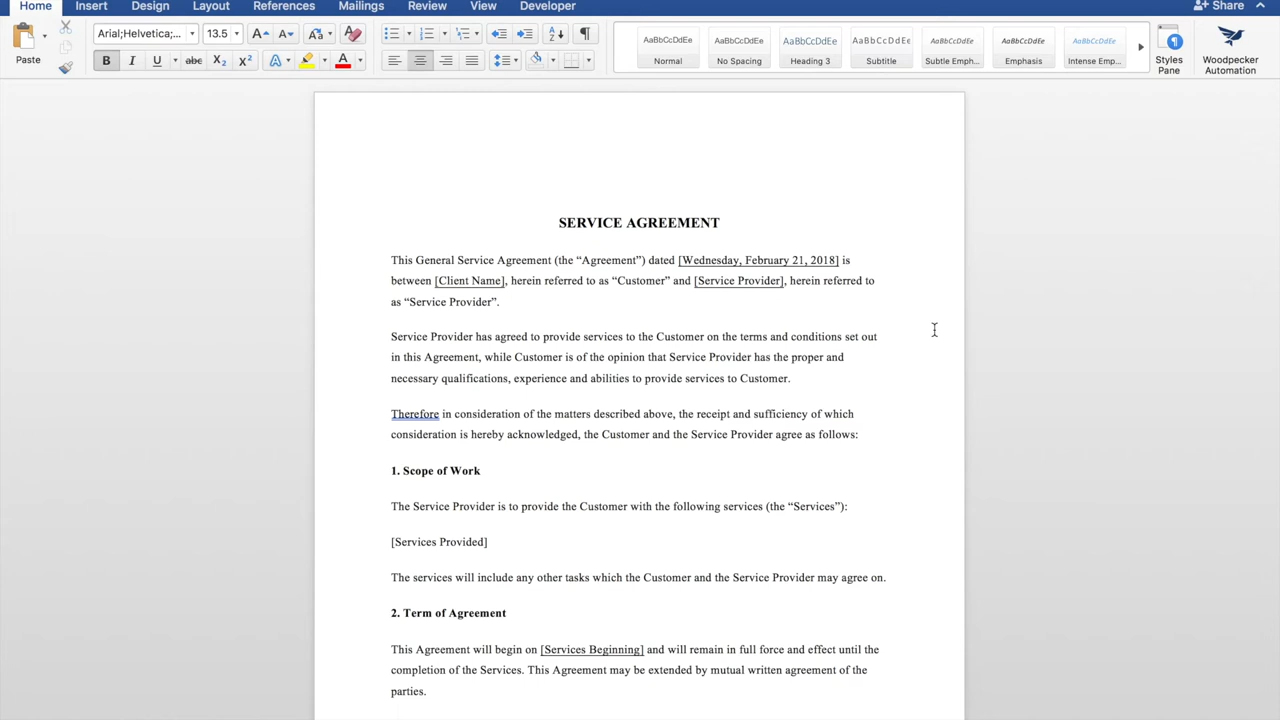 Home Insert Design Layout References Mailings Review View Developer Share
Arial;Helvetica;... 13.5
Paste
AaBbCcDdEe AaBbCcDdEe AaBbCcDdEe AaBbCcDdEe AaBbCcDdEe AaBbCcDdEe AaBbCcDdEe
Normal No Spacing Heading 3 Subtitle Subtle Emph... Emphasis Intense Emp...
Styles Pane
Woodpecker Automation
SERVICE AGREEMENT
This General Service Agreement (the “Agreement”) dated [Wednesday, February 21, 2018] is
between [Client Name], herein referred to as “Customer” and [Service Provider], herein referred to
as “Service Provider”.
Service Provider has agreed to provide services to the Customer on the terms and conditions set out
in this Agreement, while Customer is of the opinion that Service Provider has the proper and
necessary qualifications, experience and abilities to provide services to Customer.
Therefore in consideration of the matters described above, the receipt and sufficiency of which
consideration is hereby acknowledged, the Customer and the Service Provider agree as follows:
1. Scope of Work
The Service Provider is to provide the Customer with the following services (the “Services”):
[Services Provided]
The services will include any other tasks which the Customer and the Service Provider may agree on.
2. Term of Agreement
This Agreement will begin on [Services Beginning] and will remain in full force and effect until the
completion of the Services. This Agreement may be extended by mutual written agreement of the
parties.